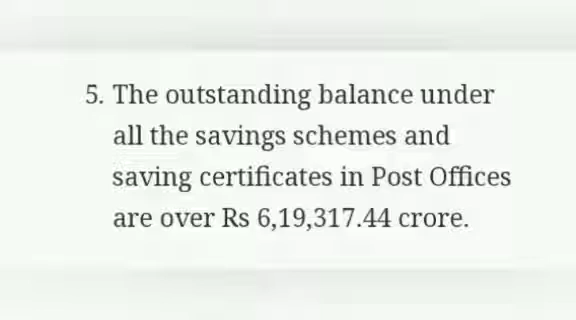 5. The outstanding balance under
all the savings schemes and
saving certificates in Post Offices
are over Rs 6,19,317.44 crore.